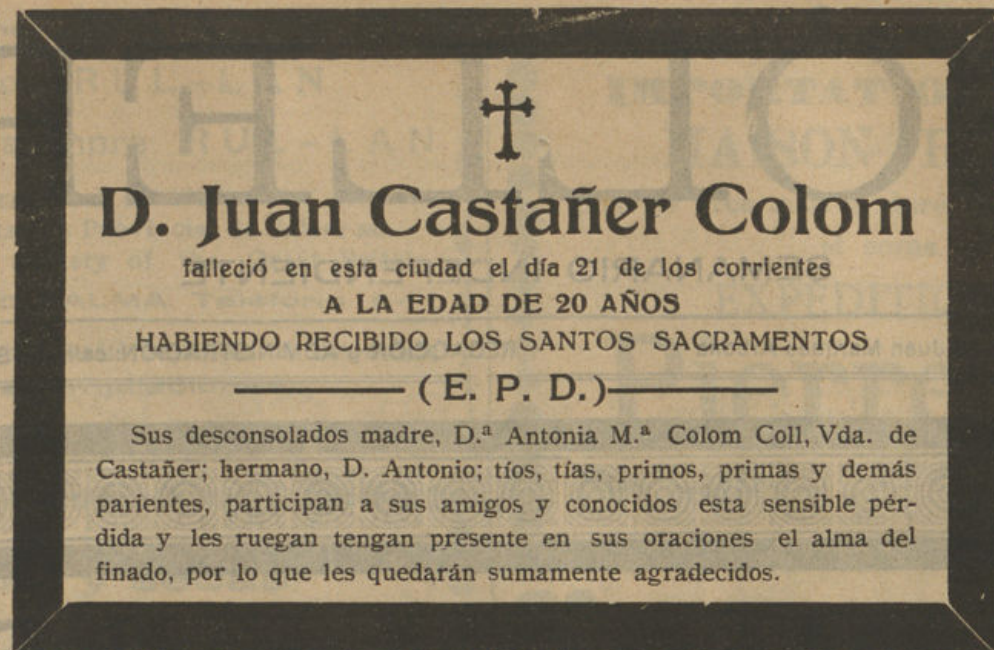 D. Juan Castañer Colom
falleció en esta ciudad el día 21 de los corrientes
A LA EDAD DE 20 AÑOS
HABIENDO RECIBIDO LOS SANTOS SACRAMENTOS
(E. P. D.)
Sus desconsolados madre, D.ª Antonia M.ª Colom Coll, Vda. de
Castañer; hermano, D. Antonio; tíos, tías, primos, primas y demás
parientes, participan a sus amigos y conocidos esta sensible pér-
dida y les ruegan tengan presente en sus oraciones el alma del
finado, por lo que les quedarán sumamente agradecidos.